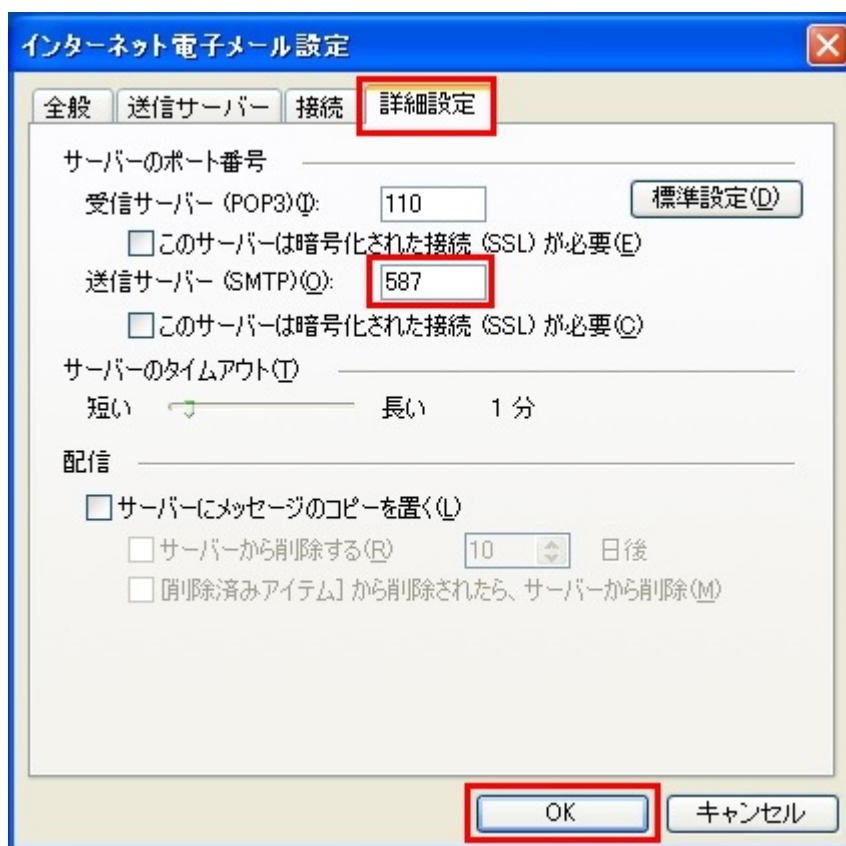 インターネット電子メール設定
全般 送信サーバー 接続 詳細設定
サーバーのポート番号
受信サーバー (POP3)(I): 110 標準設定(D)
このサーバーは暗号化された接続 (SSL) が必要(E)
送信サーバー (SMTP)(O): 587
このサーバーは暗号化された接続 (SSL) が必要(C)
サーバーのタイムアウト(T)
短い 長い 1 分
配信
サーバーにメッセージのコピーを置く(L)
サーバーから削除する(R) 10 日後
[削除済みアイテム] から削除されたら、サーバーから削除(M)
OK キャンセル